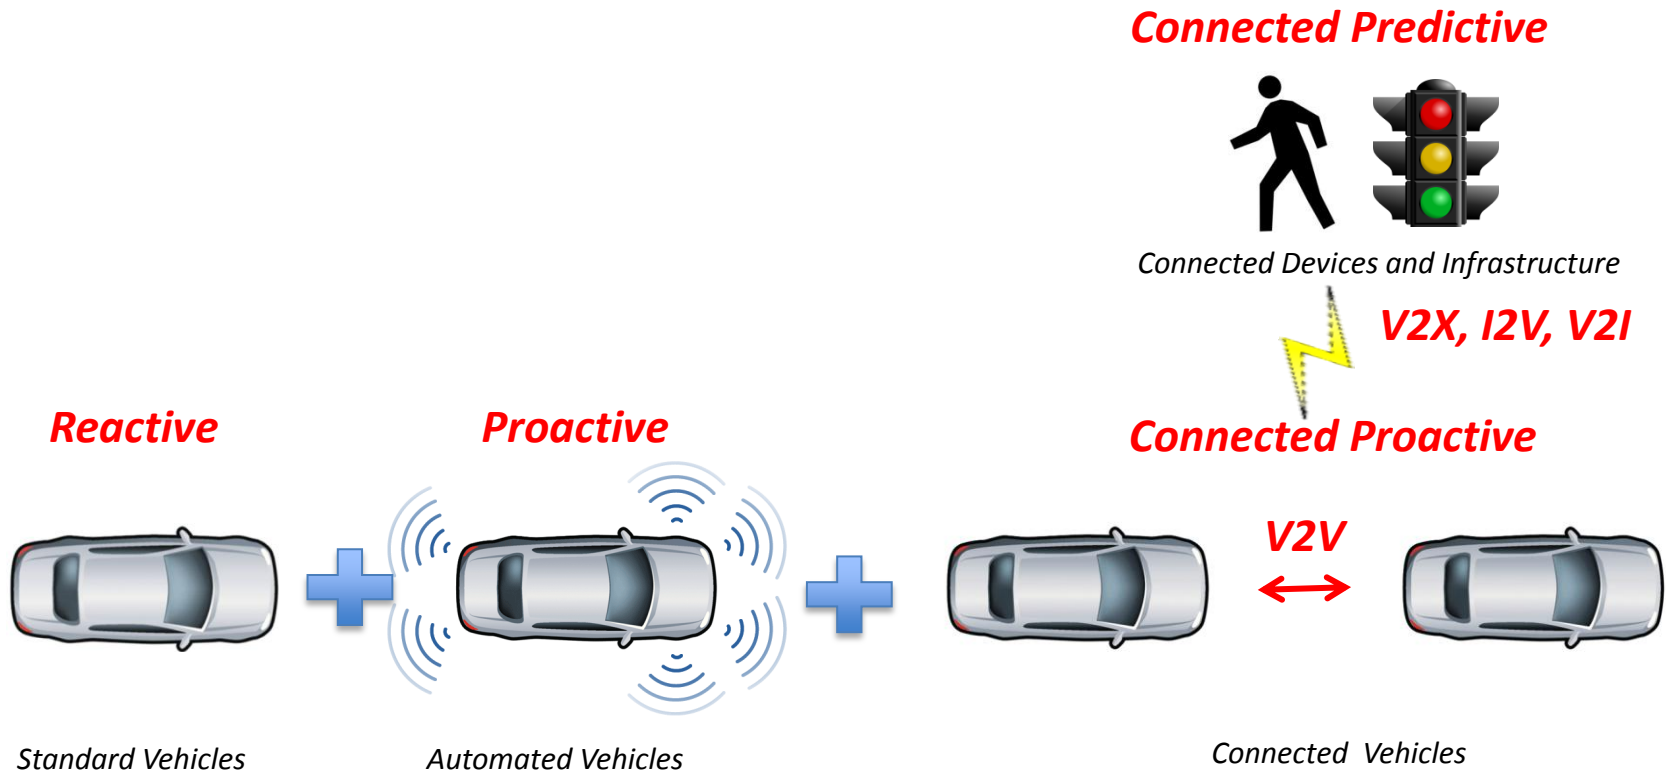 Connected Predictive
Connected Devices and Infrastructure
V2X, I2V, V2I
Reactive
Proactive
Connected Proactive
V2V
Standard Vehicles
Automated Vehicles
Connected Vehicles